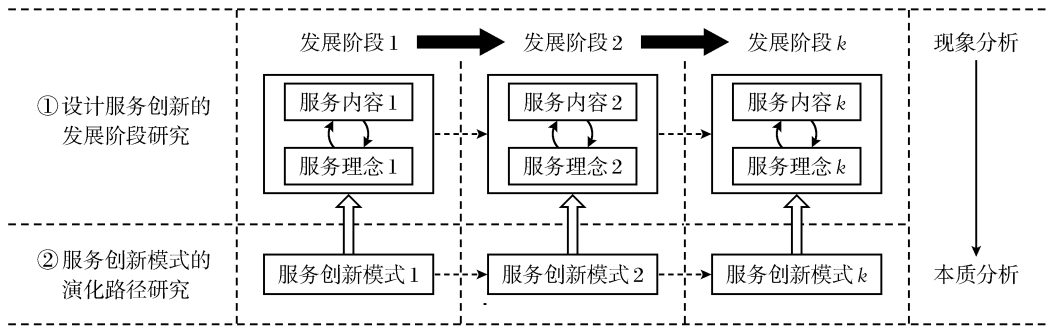 发展阶段1
发展阶段2
发展阶段k
现象分析
①设计服务创新的
发展阶段研究
服务内容1
服务内容2
服务内容k
服务理念1
服务理念2
服务理念k
②服务创新模式的
演化路径研究
服务创新模式1
服务创新模式2
服务创新模式k
本质分析